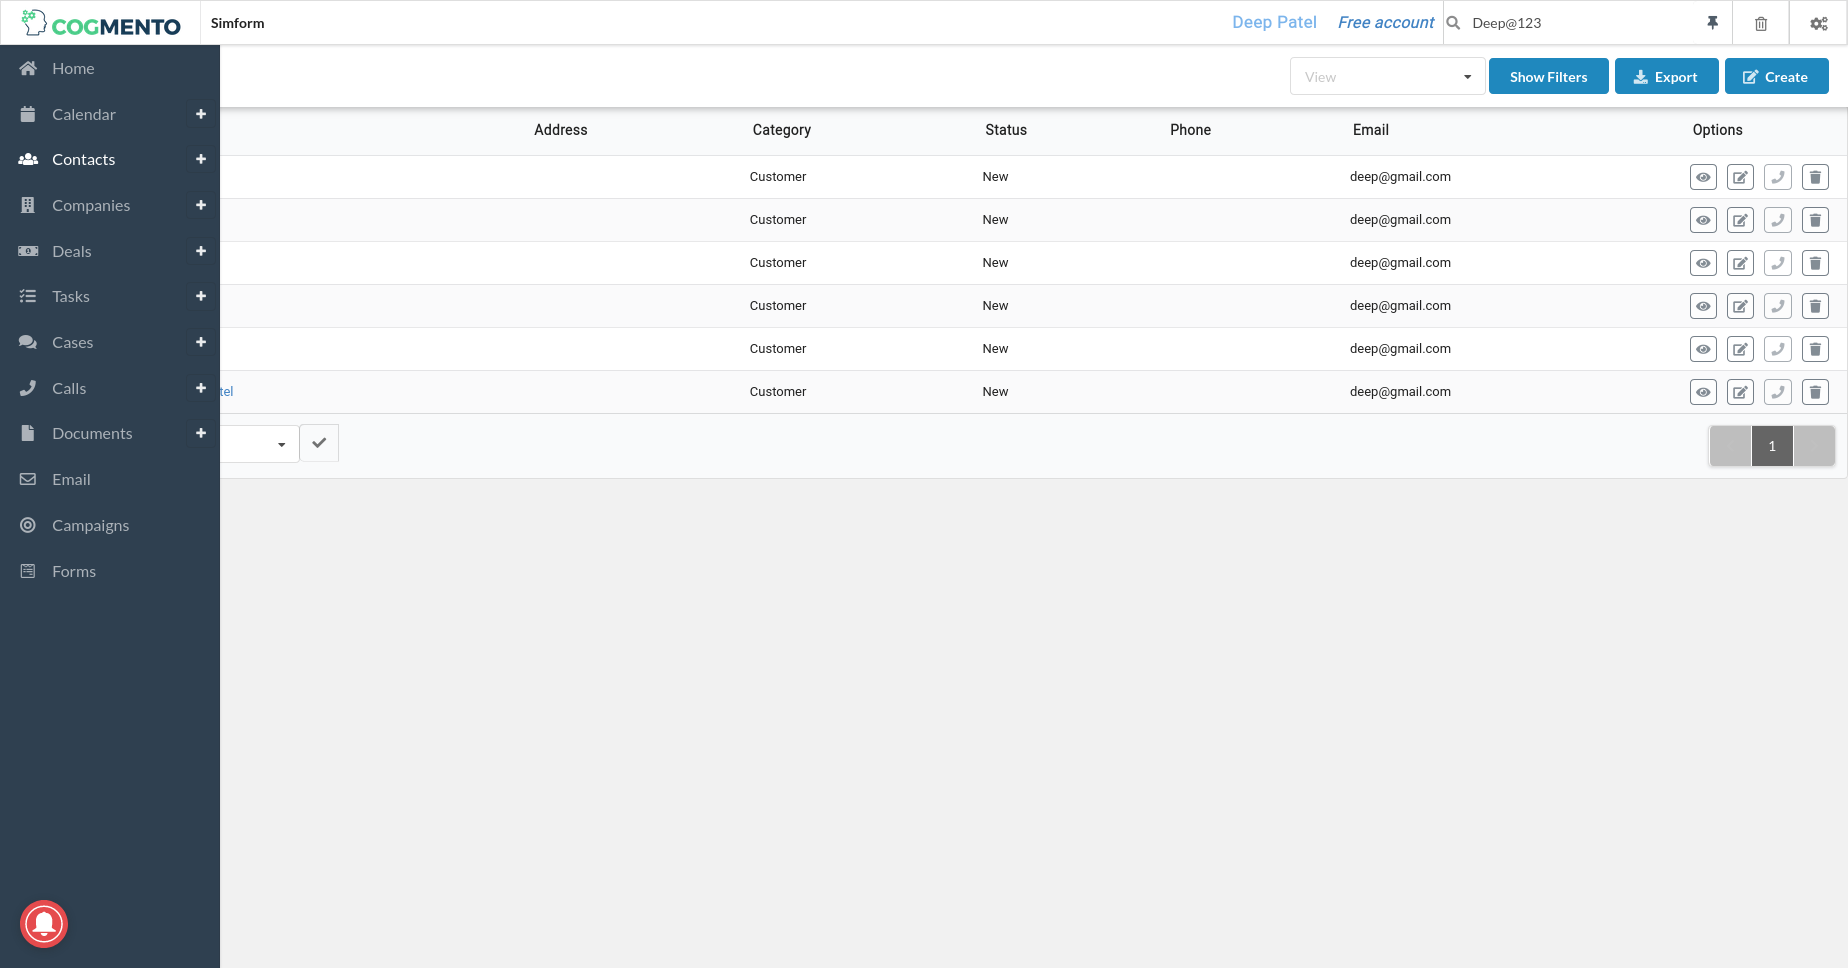 COGMENTO Simform Deep Patel Free account Deep@123
Home
View Show Filters Export Create
Calendar
Address Category Status Phone Email Options
Contacts
Customer New deep@gmail.com
Companies
Customer New deep@gmail.com
Deals
Customer New deep@gmail.com
Tasks
Customer New deep@gmail.com
Cases
Customer New deep@gmail.com
Calls
tel Customer New deep@gmail.com
Documents
1
Email
Campaigns
Forms